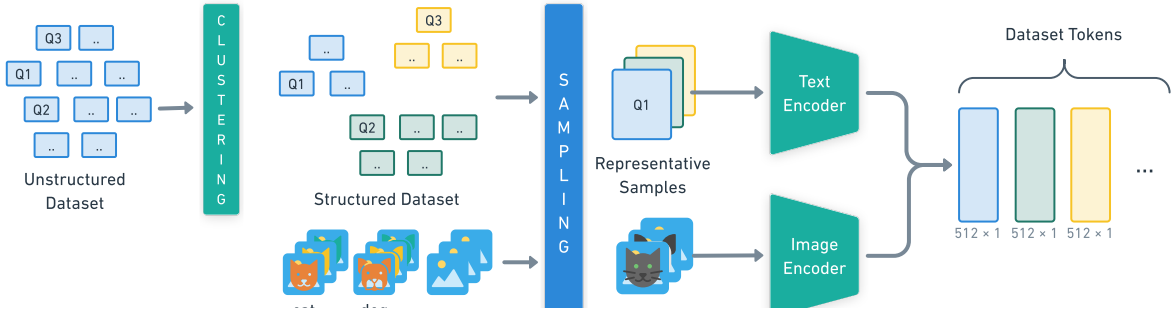 Q3
..
Q1
..
..
Q2
..
..
..
..
Unstructured
Dataset
CLUSTERING
Q3
..
..
..
Q1
..
..
Q2
..
..
..
..
Structured Dataset
SAMPLING
Q1
Representative
Samples
Text
Encoder
Image
Encoder
Dataset Tokens
...
512 × 1
512 × 1
512 × 1